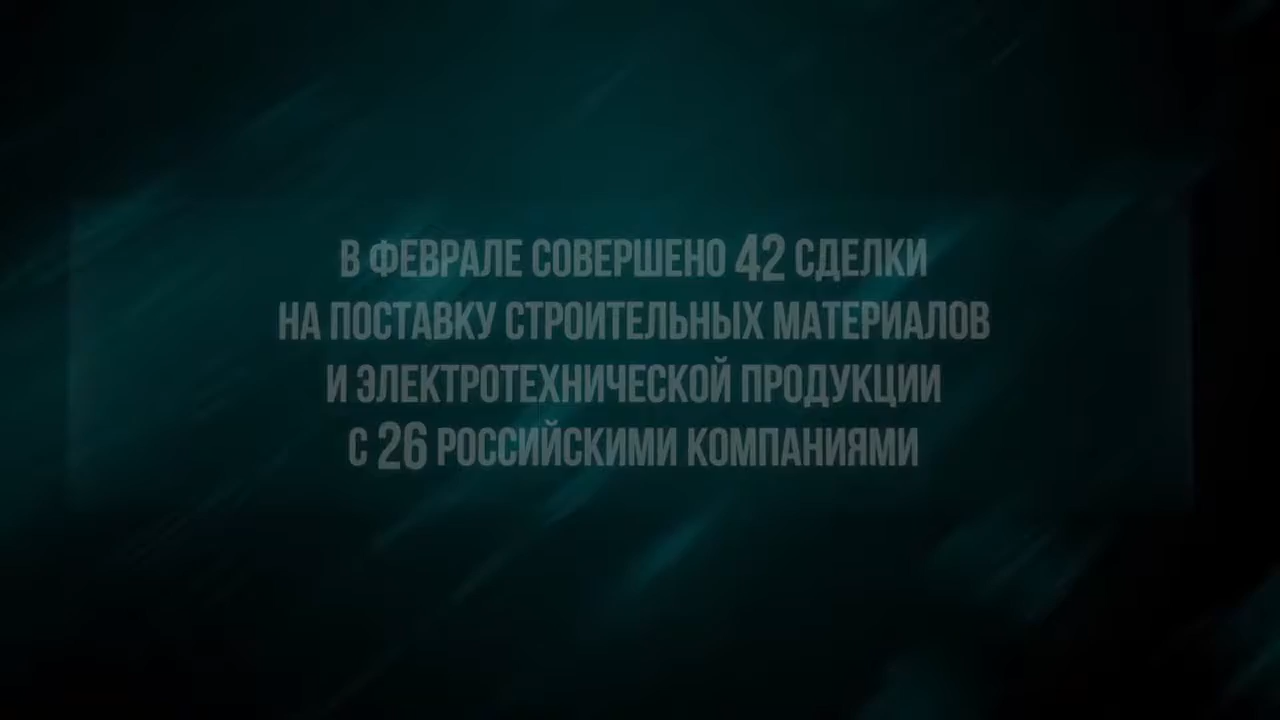 В ФЕВРАЛЕ СОВЕРШЕНО 42 СДЕЛКИ
НА ПОСТАВКУ СТРОИТЕЛЬНЫХ МАТЕРИАЛОВ
И ЭЛЕКТРОТЕХНИЧЕСКОЙ ПРОДУКЦИИ
С 26 РОССИЙСКИМИ КОМПАНИЯМИ